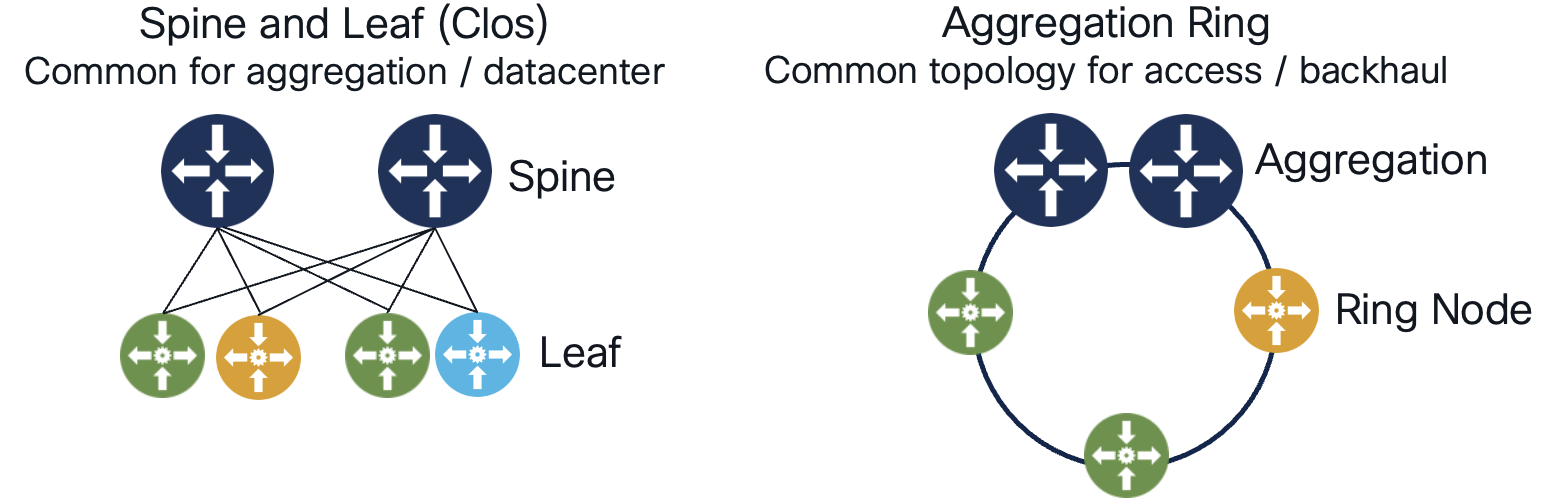 Spine and Leaf (Clos)
Common for aggregation / datacenter
Spine
Leaf
Aggregation Ring
Common topology for access / backhaul
Aggregation
Ring Node